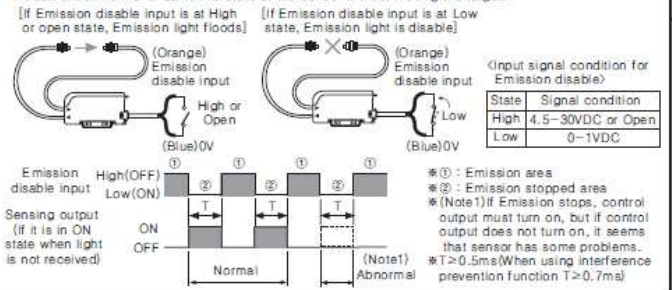 [If Emission disable input is at High
or open state, Emission light floods]
[If Emission disable input is at Low
state, Emission light is disable]
(Orange)
Emission
disable input
High or
Open
(Blue)0V
(Orange)
Emission
disable input
Low
(Blue)0V
<Input signal condition for
Emission disable>
State Signal condition
High 4.5-30VDC or Open
Low 0-1VDC
Emission
disable input
High(OFF)
Low(ON)
① ① ① ①
② ② ②
T T T
Sensing output
(If it is in ON
state when light
is not received)
ON
OFF
Normal
(Note1)
Abnormal
※①: Emission area
※② : Emission stopped area
※(Note1)If Emission stops, control
output must turn on, but if control
output does not turn on, it seems
that sensor has some problems.
※T≥0.5ms(When using interference
prevention function T≥0.7ms)